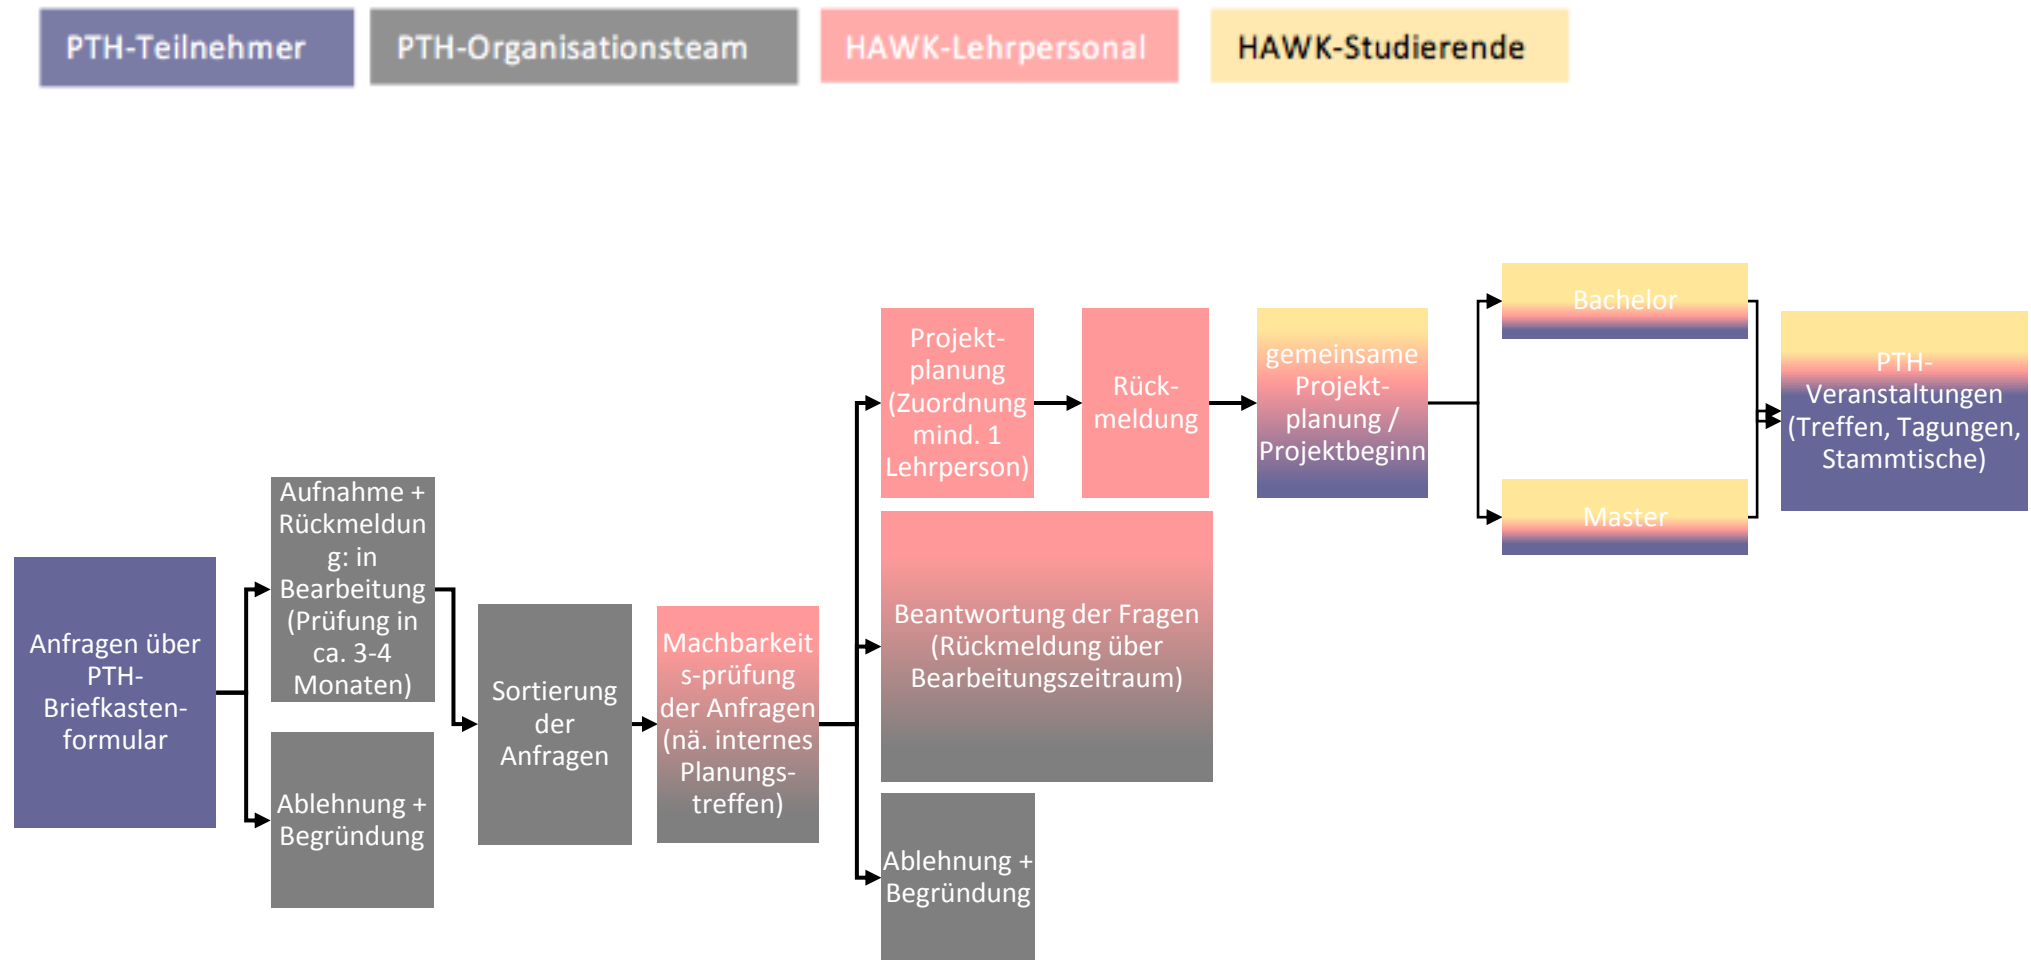 PTH-Teilnehmer
PTH-Organisationsteam
HAWK-Lehrpersonal
HAWK-Studierende
Anfragen über
PTH-
Briefkasten-
formular
Aufnahme +
Rückmeldun
g: in
Bearbeitung
(Prüfung in
ca. 3-4
Monaten)
Ablehnung +
Begründung
Sortierung
der
Anfragen
Machbarkeit
s-prüfung
der Anfragen
(nä. internes
Planungs-
treffen)
Projekt-
planung
(Zuordnung
mind. 1
Lehrperson)
Rück-
meldung
gemeinsame
Projekt-
planung /
Projektbeginn
Beantwortung der Fragen
(Rückmeldung über
Bearbeitungszeitraum)
Ablehnung +
Begründung
Bachelor
Master
PTH-
Veranstaltungen
(Treffen, Tagungen,
Stammtische)